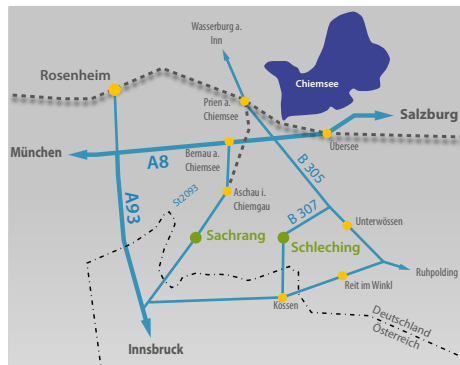 Wasserburg a.
Inn
Rosenheim
Chiemsee
Prien a.
Chiemsee
Salzburg
München
A8
Bernau a.
Chiemsee
Übersee
B 305
St2093
A93
Aschau i.
Chiemgau
B 307
Unterwössen
Sachrang
Schleching
Ruhpolding
Reit im Winkl
Kössen
Deutschland
Österreich
Innsbruck